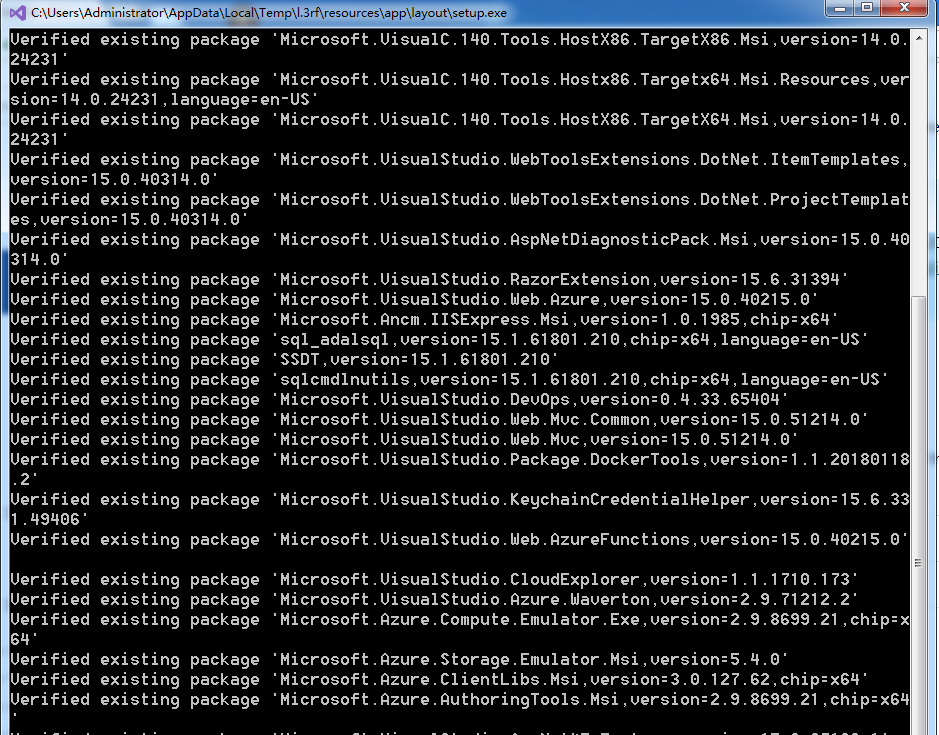 C:\Users\Administrator\AppData\Local\Temp\l.3rf\resources\app\layout\setup.exe
Verified existing package 'Microsoft.VisualC.140.Tools.HostX86.TargetX86.Msi,version=14.0.
24231'
Verified existing package 'Microsoft.VisualC.140.Tools.Hostx86.Targetx64.Msi.Resources,ver
sion=14.0.24231,language=en-US'
Verified existing package 'Microsoft.VisualC.140.Tools.HostX86.TargetX64.Msi,version=14.0.
24231'
Verified existing package 'Microsoft.VisualStudio.WebToolsExtensions.DotNet.ItemTemplates,
version=15.0.40314.0'
Verified existing package 'Microsoft.VisualStudio.WebToolsExtensions.DotNet.ProjectTemplat
es,version=15.0.40314.0'
Verified existing package 'Microsoft.VisualStudio.AspNetDiagnosticPack.Msi,version=15.0.40
314.0'
Verified existing package 'Microsoft.VisualStudio.RazorExtension,version=15.6.31394'
Verified existing package 'Microsoft.VisualStudio.Web.Azure,version=15.0.40215.0'
Verified existing package 'Microsoft.Ancm.IISExpress.Msi,version=1.0.1985,chip=x64'
Verified existing package 'sql_adalsql,version=15.1.61801.210,chip=x64,language=en-US'
Verified existing package 'SSDT,version=15.1.61801.210'
Verified existing package 'sqlcmdlnutils,version=15.1.61801.210,chip=x64,language=en-US'
Verified existing package 'Microsoft.VisualStudio.DevOps,version=0.4.33.65404'
Verified existing package 'Microsoft.VisualStudio.Web.Mvc.Common,version=15.0.51214.0'
Verified existing package 'Microsoft.VisualStudio.Web.Mvc,version=15.0.51214.0'
Verified existing package 'Microsoft.VisualStudio.Package.DockerTools,version=1.1.20180118
.2'
Verified existing package 'Microsoft.VisualStudio.KeychainCredentialHelper,version=15.6.33
1.49406'
Verified existing package 'Microsoft.VisualStudio.Web.AzureFunctions,version=15.0.40215.0'
Verified existing package 'Microsoft.VisualStudio.CloudExplorer,version=1.1.1710.173'
Verified existing package 'Microsoft.VisualStudio.Azure.Waverton,version=2.9.71212.2'
Verified existing package 'Microsoft.Azure.Compute.Emulator.Exe,version=2.9.8699.21,chip=x
64'
Verified existing package 'Microsoft.Azure.Storage.Emulator.Msi,version=5.4.0'
Verified existing package 'Microsoft.Azure.ClientLibs.Msi,version=3.0.127.62,chip=x64'
Verified existing package 'Microsoft.Azure.AuthoringTools.Msi,version=2.9.8699.21,chip=x64
'